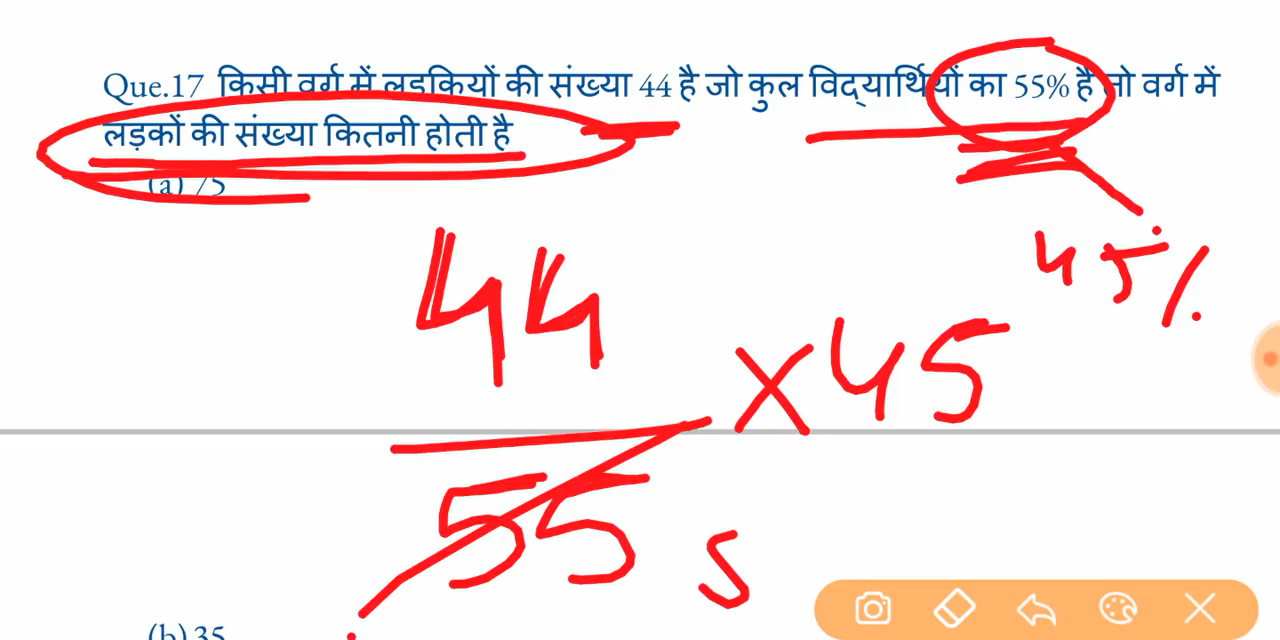 Que.17 किसी वर्ग में लड़कियों की संख्या 44 है जो कुल विद्यार्थियों का 55% है तो वर्ग में
लड़कों की संख्या कितनी होती है
(a) 75
45%
44
× 45
55 5
(b) 35